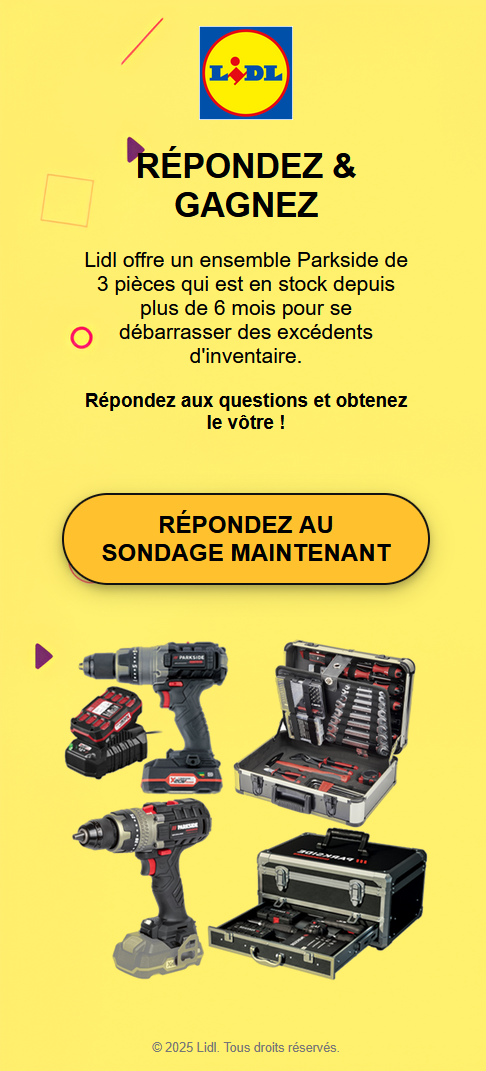 LIDL
RÉPONDEZ &
GAGNEZ
Lidl offre un ensemble Parkside de
3 pièces qui est en stock depuis
plus de 6 mois pour se
débarrasser des excédents
d'inventaire.
Répondez aux questions et obtenez
le vôtre !
RÉPONDEZ AU
SONDAGE MAINTENANT
PARKSIDE
PARKSIDE
PARKSIDE
© 2025 Lidl. Tous droits réservés.